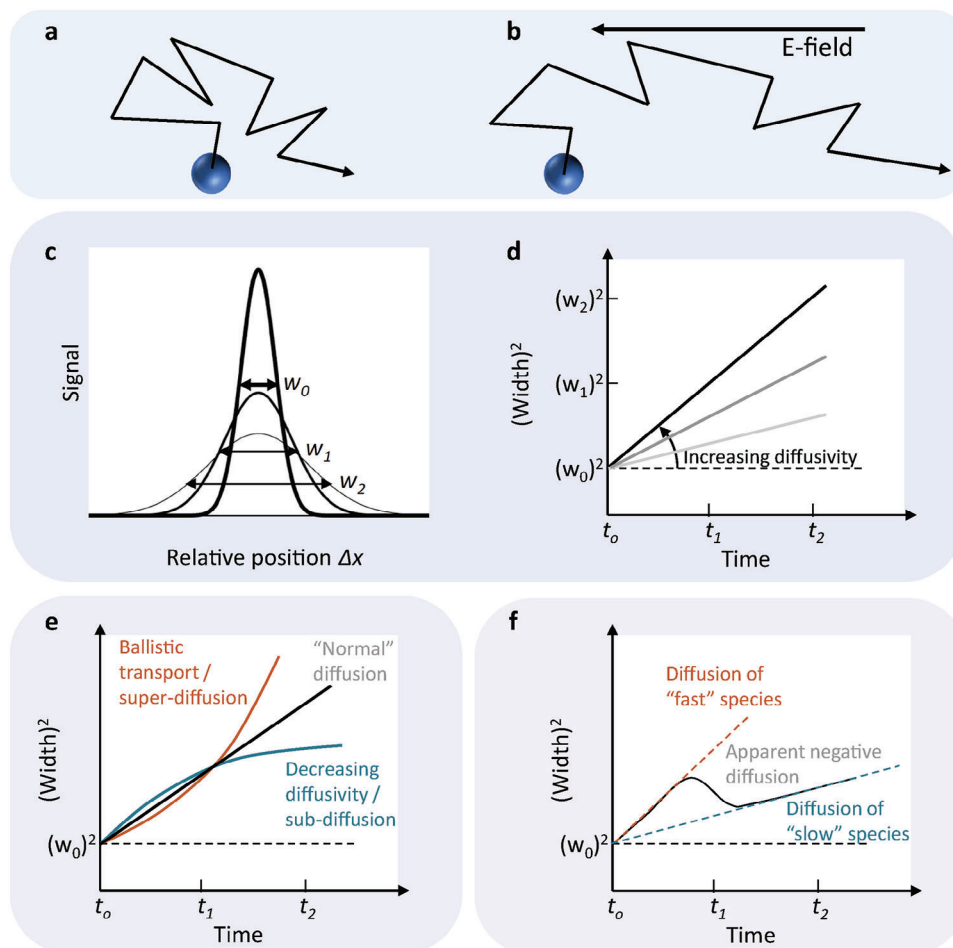 a
b
E-field
c
Signal
w0
w1
w2
Relative position Δx
d
(Width)2
(w2)2
(w1)2
(w0)2
Increasing diffusivity
to
t1
t2
Time
e
(Width)2
(w0)2
Ballistic
transport /
super-diffusion
"Normal"
diffusion
Decreasing
diffusivity /
sub-diffusion
to
t1
t2
Time
f
(Width)2
(w0)2
Diffusion of
"fast" species
Apparent negative
diffusion
Diffusion of
"slow" species
to
t1
t2
Time